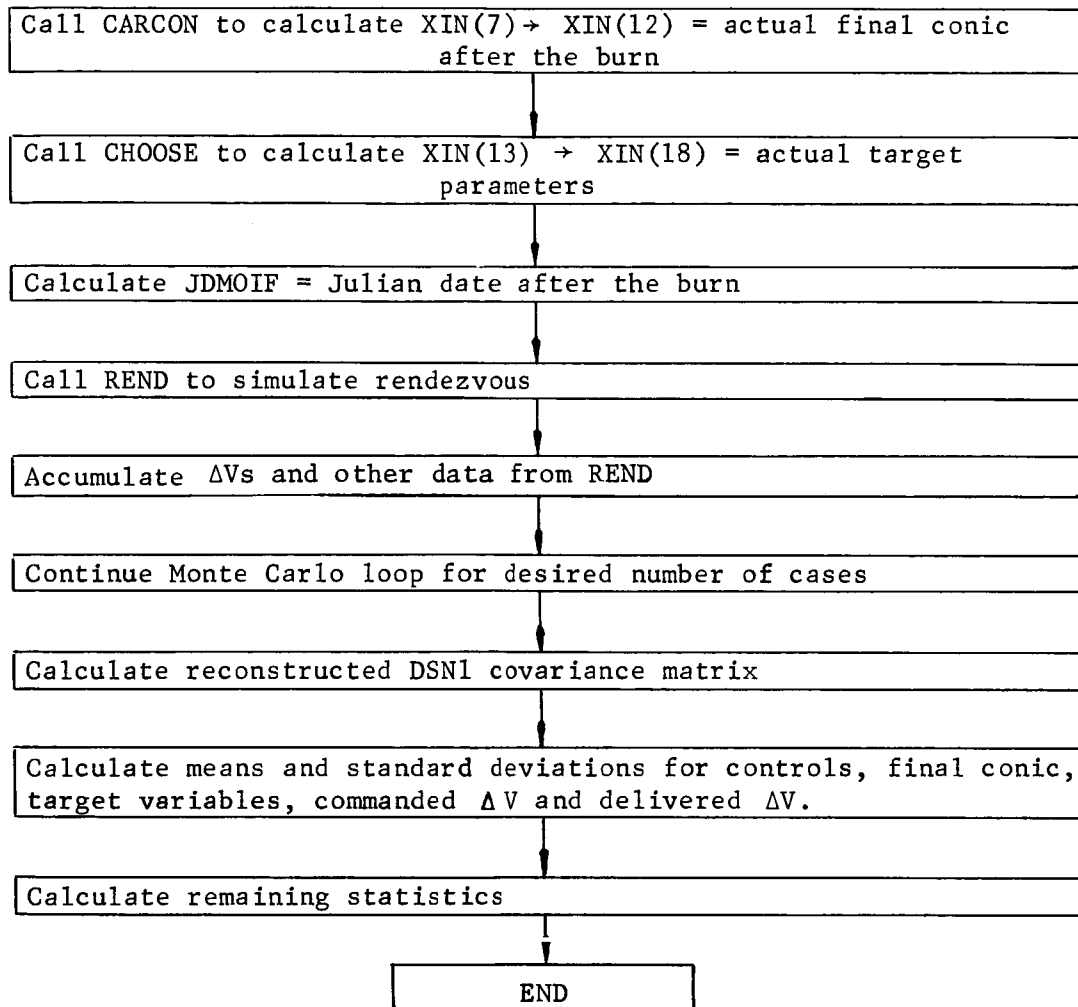 Call CARCON to calculate XIN(7)→ XIN(12) = actual final conic
after the burn
Call CHOOSE to calculate XIN(13) → XIN(18) = actual target
parameters
Calculate JDMOIF = Julian date after the burn
Call REND to simulate rendezvous
Accumulate ΔVs and other data from REND
Continue Monte Carlo loop for desired number of cases
Calculate reconstructed DSN1 covariance matrix
Calculate means and standard deviations for controls, final conic,
target variables, commanded ΔV and delivered ΔV.
Calculate remaining statistics
END